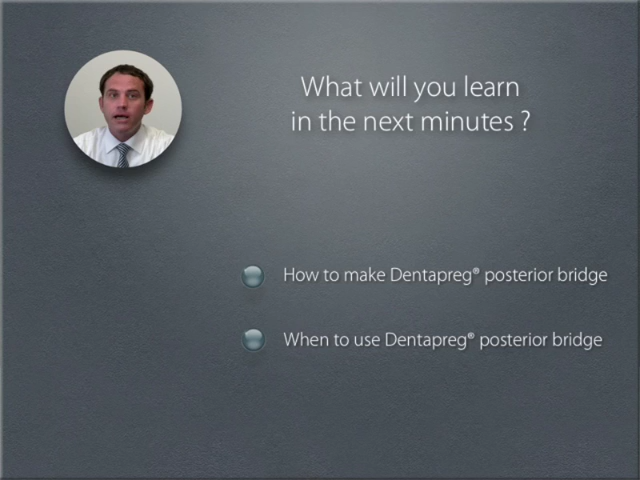 What will you learn
in the next minutes ?
How to make Dentapreg® posterior bridge
When to use Dentapreg® posterior bridge